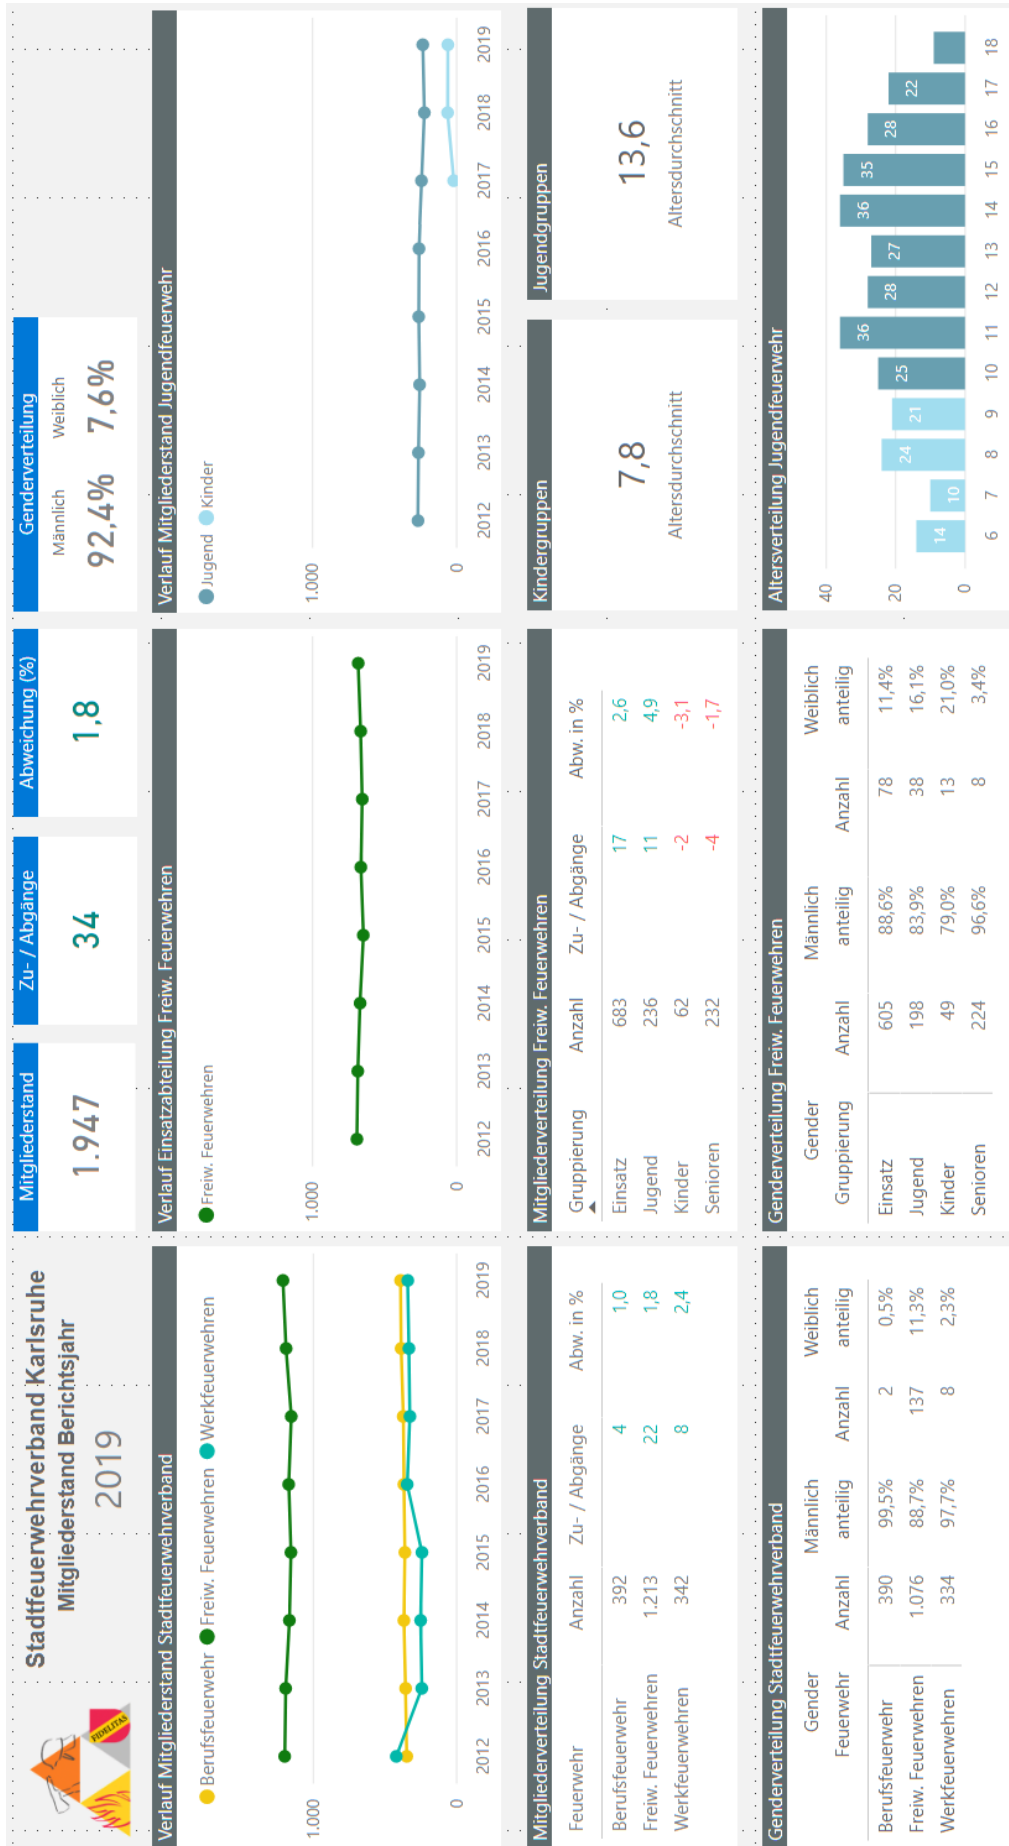 FIDELITAS
Stadtfeuerwehrverband Karlsruhe
Mitgliederstand Berichtsjahr
2019
Mitgliederstand
1.947
Zu- / Abgänge
34
Abweichung (%)
1,8
Genderverteilung
Männlich Weiblich
92,4% 7,6%
Verlauf Mitgliederstand Stadtfeuerwehrverband
Berufsfeuerwehr Freiw. Feuerwehren Werkfeuerwehren
1.000
0
2012 2013 2014 2015 2016 2017 2018 2019
Verlauf Einsatzabteilung Freiw. Feuerwehren
Freiw. Feuerwehren
1.000
0
2012 2013 2014 2015 2016 2017 2018 2019
Verlauf Mitgliederstand Jugendfeuerwehr
Jugend Kinder
1.000
0
2012 2013 2014 2015 2016 2017 2018 2019
Mitgliederverteilung Stadtfeuerwehrverband
Feuerwehr Anzahl Zu- / Abgänge Abw. in %
Berufsfeuerwehr 392 4 1,0
Freiw. Feuerwehren 1.213 22 1,8
Werkfeuerwehren 342 8 2,4
Mitgliederverteilung Freiw. Feuerwehren
Gruppierung Anzahl Zu- / Abgänge Abw. in %
Einsatz 683 17 2,6
Jugend 236 11 4,9
Kinder 62 -2 -3,1
Senioren 232 -4 -1,7
Kindergruppen
7,8
Altersdurchschnitt
Jugendgruppen
13,6
Altersdurchschnitt
Genderverteilung Stadtfeuerwehrverband
Gender Männlich Weiblich
Feuerwehr Anzahl anteilig Anzahl anteilig
Berufsfeuerwehr 390 99,5% 2 0,5%
Freiw. Feuerwehren 1.076 88,7% 137 11,3%
Werkfeuerwehren 334 97,7% 8 2,3%
Genderverteilung Freiw. Feuerwehren
Gender Männlich Weiblich
Gruppierung Anzahl anteilig Anzahl anteilig
Einsatz 605 88,6% 78 11,4%
Jugend 198 83,9% 38 16,1%
Kinder 49 79,0% 13 21,0%
Senioren 224 96,6% 8 3,4%
Altersverteilung Jugendfeuerwehr
40
20
0
14 10 24 21 25 36 28 27 36 35 28 22
6 7 8 9 10 11 12 13 14 15 16 17 18